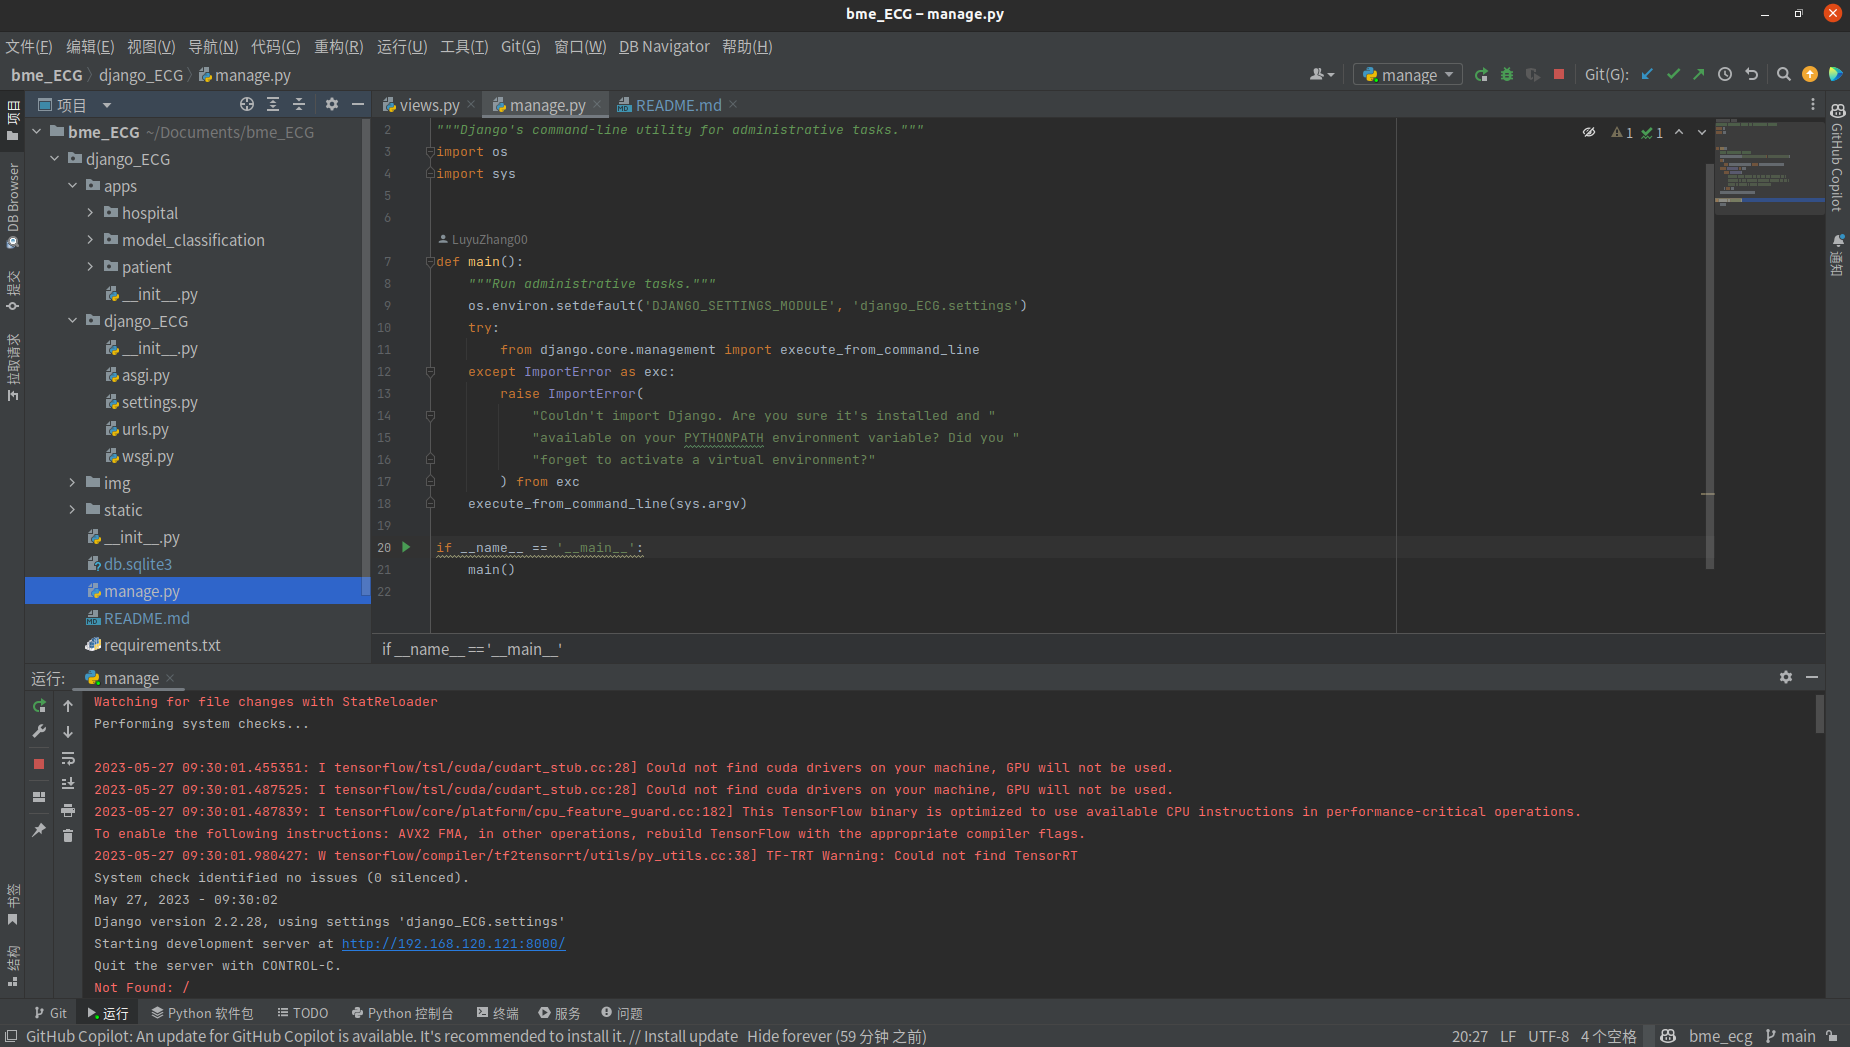 bme_ECG – manage.py
文件(F) 编辑(E) 视图(V) 导航(N) 代码(C) 重构(R) 运行(U) 工具(T) Git(G) 窗口(W) DB Navigator 帮助(H)
bme_ECG django_ECG manage.py
manage
Git(G):
项目
DB Browser
提交
拉取请求
书签
结构
项目
bme_ECG ~/Documents/bme_ECG
django_ECG
apps
hospital
model_classification
patient
__init__.py
django_ECG
__init__.py
asgi.py
settings.py
urls.py
wsgi.py
img
static
__init__.py
db.sqlite3
manage.py
README.md
requirements.txt
views.py
manage.py
README.md
1 1
2 """Django's command-line utility for administrative tasks."""
3 import os
4 import sys
5
6
LuyuZhang00
7 def main():
8 """Run administrative tasks."""
9 os.environ.setdefault('DJANGO_SETTINGS_MODULE', 'django_ECG.settings')
10 try:
11 from django.core.management import execute_from_command_line
12 except ImportError as exc:
13 raise ImportError(
14 "Couldn't import Django. Are you sure it's installed and "
15 "available on your PYTHONPATH environment variable? Did you "
16 "forget to activate a virtual environment?"
17 ) from exc
18 execute_from_command_line(sys.argv)
19
20 if __name__ == '__main__':
21 main()
22
if __name__ == '__main__'
GitHub Copilot
通知
运行: manage
Watching for file changes with StatReloader
Performing system checks...
2023-05-27 09:30:01.455351: I tensorflow/tsl/cuda/cudart_stub.cc:28] Could not find cuda drivers on your machine, GPU will not be used.
2023-05-27 09:30:01.487525: I tensorflow/tsl/cuda/cudart_stub.cc:28] Could not find cuda drivers on your machine, GPU will not be used.
2023-05-27 09:30:01.487839: I tensorflow/core/platform/cpu_feature_guard.cc:182] This TensorFlow binary is optimized to use available CPU instructions in performance-critical operations.
To enable the following instructions: AVX2 FMA, in other operations, rebuild TensorFlow with the appropriate compiler flags.
2023-05-27 09:30:01.980427: W tensorflow/compiler/tf2tensorrt/utils/py_utils.cc:38] TF-TRT Warning: Could not find TensorRT
System check identified no issues (0 silenced).
May 27, 2023 - 09:30:02
Django version 2.2.28, using settings 'django_ECG.settings'
Starting development server at http://192.168.120.121:8000/
Quit the server with CONTROL-C.
Not Found: /
Git 运行 Python 软件包 TODO Python 控制台 终端 服务 问题
GitHub Copilot: An update for GitHub Copilot is available. It's recommended to install it. // Install update Hide forever (59 分钟 之前)
20:27 LF UTF-8 4 个空格 bme_ecg main